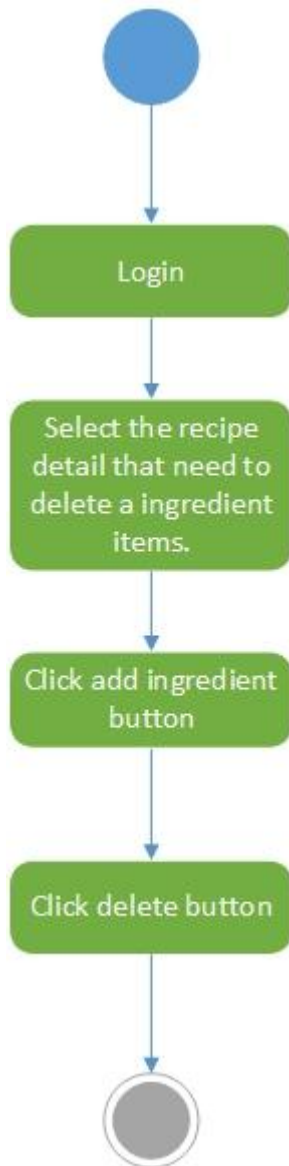 Login
Select the recipe
detail that need to
delete a ingredient
items.
Click add ingredient
button
Click delete button